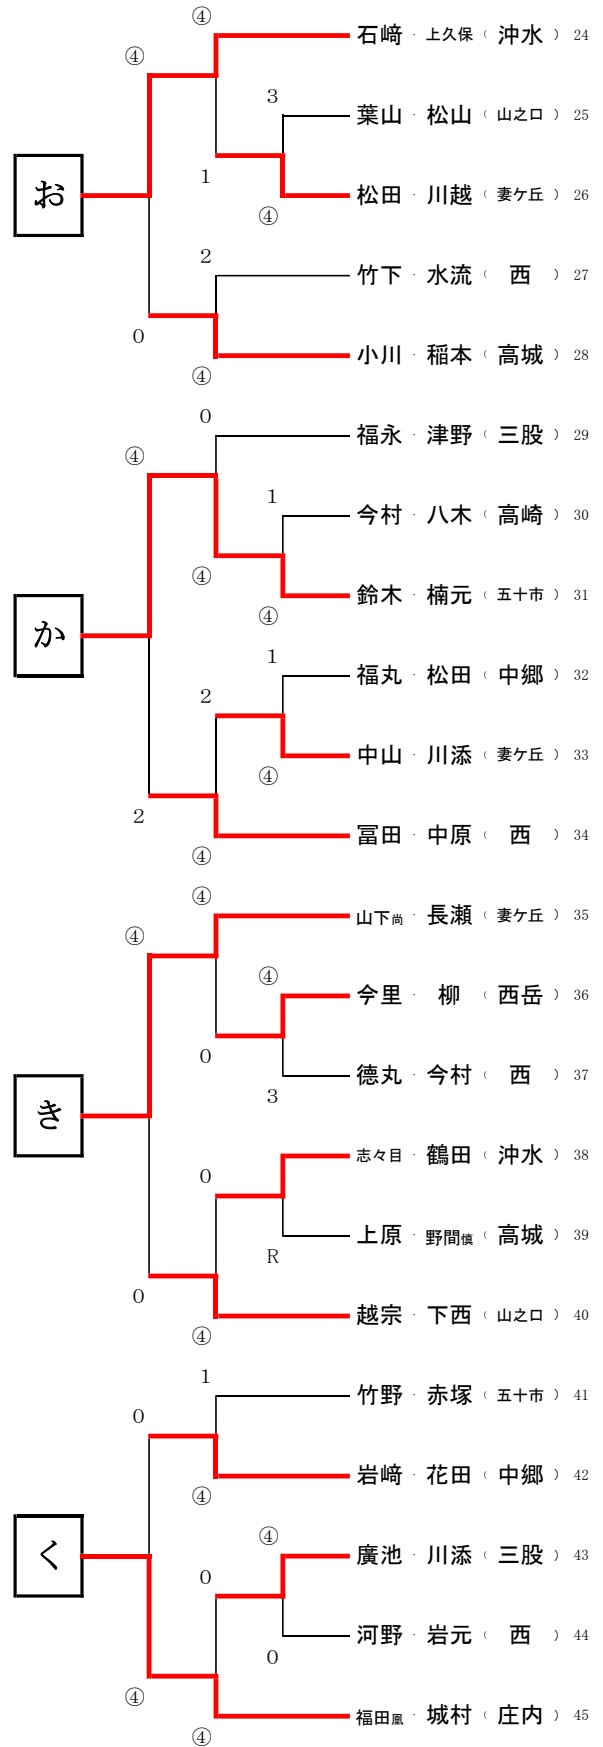 ④
石﨑 · 上久保 （ 沖水 ） 24
④
3
葉山 · 松山 （ 山之口 ） 25
1
お
松田 · 川越 （ 妻ケ丘 ） 26
④
2
竹下 · 水流 （ 西 ） 27
0
小川 · 稲本 （ 高城 ） 28
④
0
福永 · 津野 （ 三股 ） 29
④
1
今村 · 八木 （ 高崎 ） 30
④
鈴木 · 楠元 （ 五十市 ） 31
④
か
1
福丸 · 松田 （ 中郷 ） 32
2
中山 · 川添 （ 妻ケ丘 ） 33
④
2
冨田 · 中原 （ 西 ） 34
④
④
山下尚 · 長瀬 （ 妻ケ丘 ） 35
④
④
今里 · 柳 （ 西岳 ） 36
0
德丸 · 今村 （ 西 ） 37
3
き
志々目 · 鶴田 （ 沖水 ） 38
0
上原 · 野間慎 （ 高城 ） 39
R
0
越宗 · 下西 （ 山之口 ） 40
④
1
竹野 · 赤塚 （ 五十市 ） 41
0
岩﨑 · 花田 （ 中郷 ） 42
④
④
く
廣池 · 川添 （ 三股 ） 43
0
河野 · 岩元 （ 西 ） 44
0
④
福田凰 · 城村 （ 庄内 ） 45
④